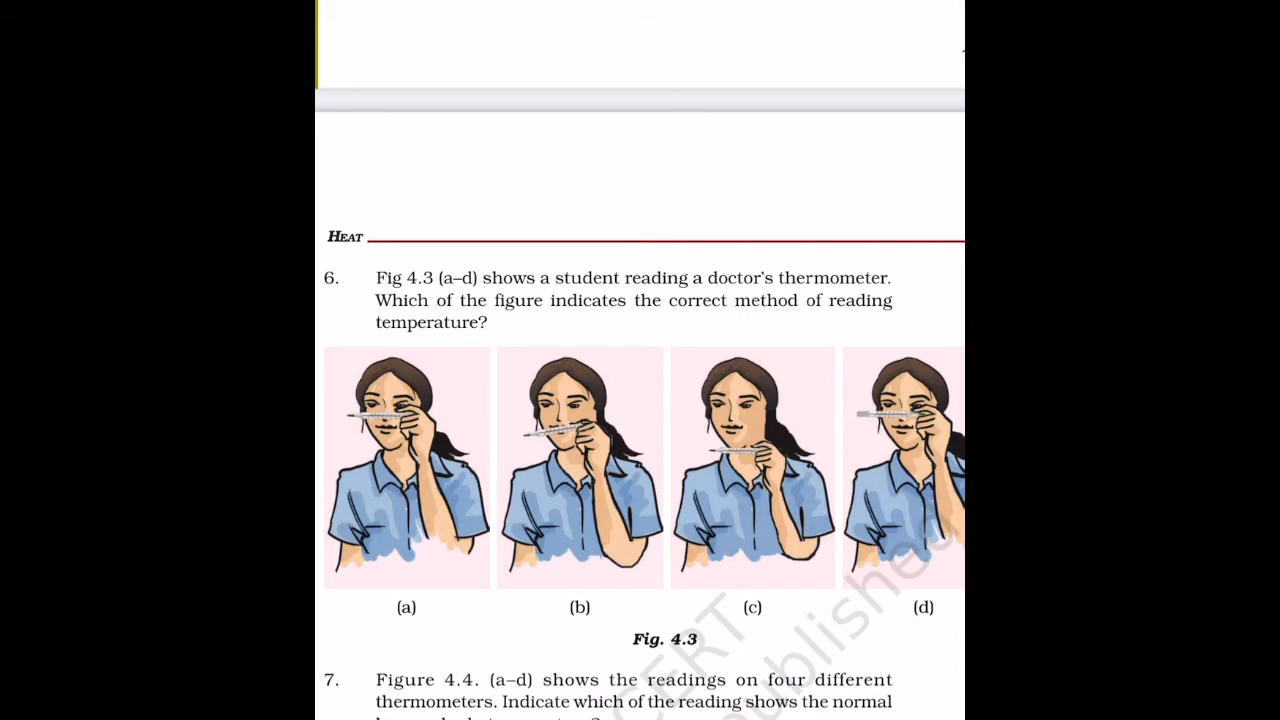 HEAT
6. Fig 4.3 (a–d) shows a student reading a doctor's thermometer.
Which of the figure indicates the correct method of reading
temperature?
(a) (b) (c) (d)
Fig. 4.3
7. Figure 4.4. (a–d) shows the readings on four different
thermometers. Indicate which of the reading shows the normal